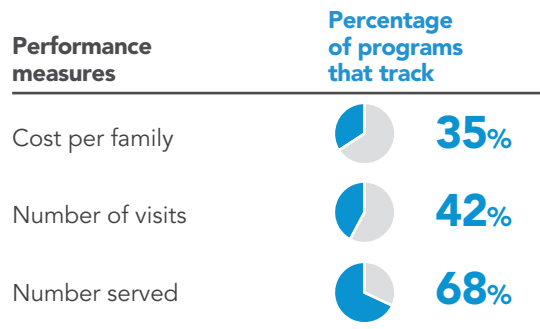 Performance
measures
Percentage
of programs
that track
Cost per family
35%
Number of visits
42%
Number served
68%